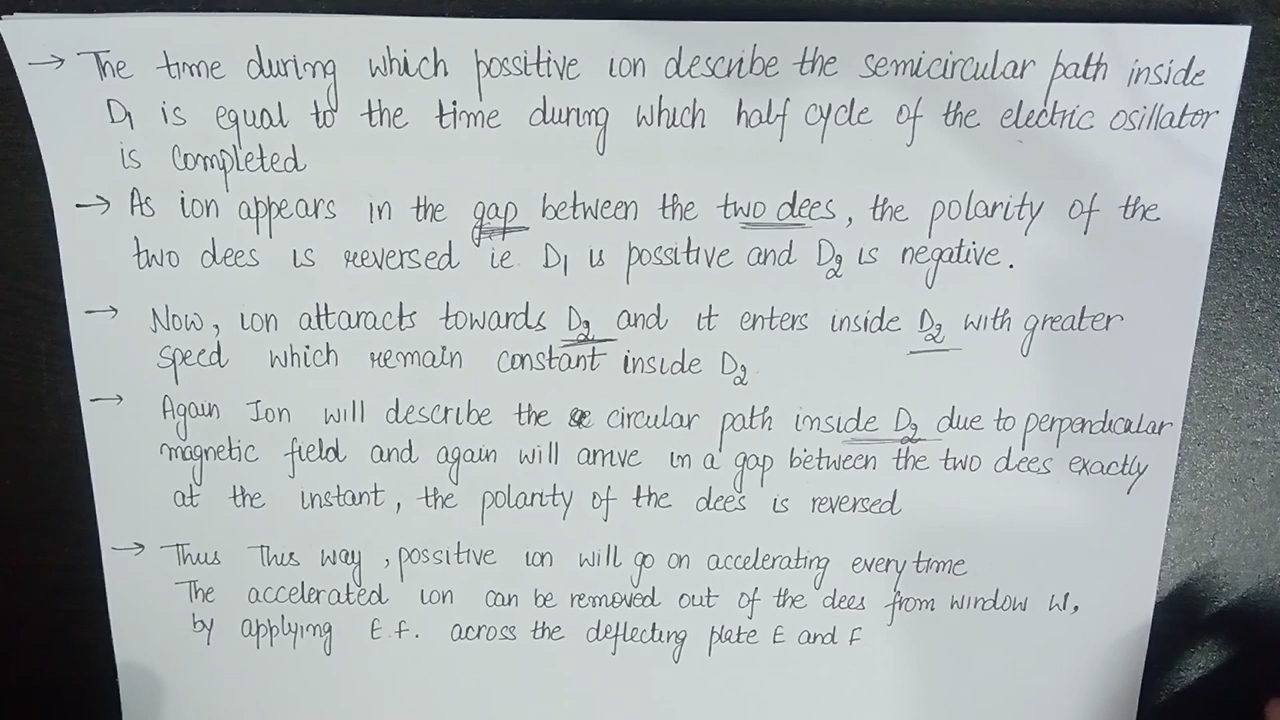 → The time during which possitive ion describe the semicircular path inside
D1 is equal to the time during which half cycle of the electric osillator
is completed
→ As ion appears in the gap between the two dees, the polarity of the
two dees is reversed ie D1 is possitive and D2 is negative.
→ Now, ion attaracts towards D2 and it enters inside D2 with greater
speed which remain constant inside D2
→ Again Ion will describe the circular path inside D2 due to perpendicular
magnetic field and again will arrive in a gap between the two dees exactly
at the instant, the polarity of the dees is reversed
→ Thus This way, possitive ion will go on accelerating every time
The accelerated ion can be removed out of the dees from window W,
by applying E.f. across the deflecting plate E and F